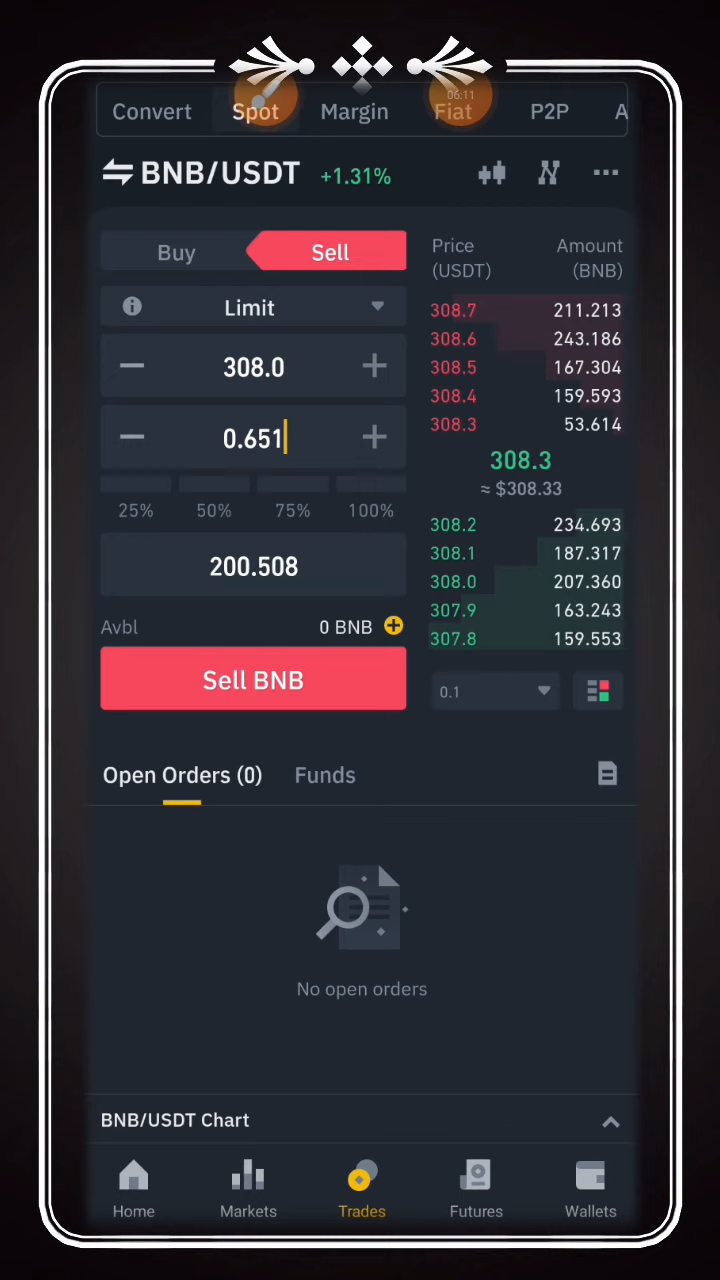 Convert Spot Margin Fiat P2P A
06:11
BNB/USDT +1.31%
Buy Sell
Limit
308.0
0.651
25% 50% 75% 100%
200.508
Avbl 0 BNB
Sell BNB
Price Amount
(USDT) (BNB)
308.7 211.213
308.6 243.186
308.5 167.304
308.4 159.593
308.3 53.614
308.3
≈ $308.33
308.2 234.693
308.1 187.317
308.0 207.360
307.9 163.243
307.8 159.553
0.1
Open Orders (0) Funds
No open orders
BNB/USDT Chart
Home Markets Trades Futures Wallets